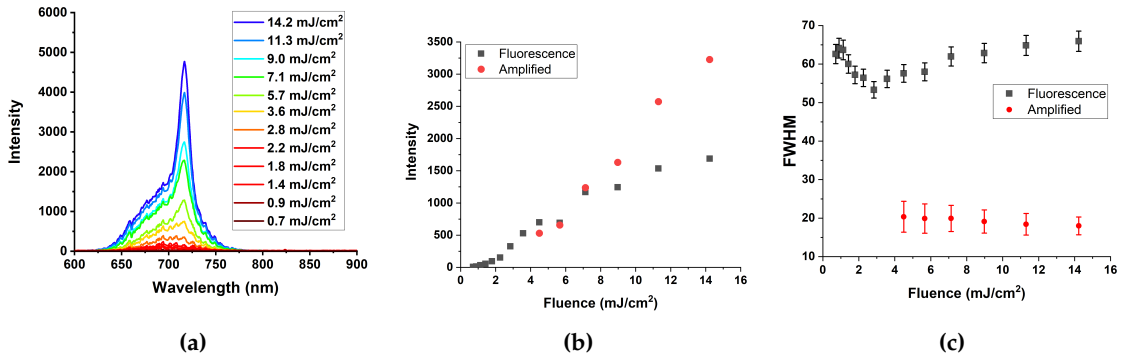 (a)
6000
5000
4000
3000
2000
1000
0
Intensity
14.2 mJ/cm²
11.3 mJ/cm²
9.0 mJ/cm²
7.1 mJ/cm²
5.7 mJ/cm²
3.6 mJ/cm²
2.8 mJ/cm²
2.2 mJ/cm²
1.8 mJ/cm²
1.4 mJ/cm²
0.9 mJ/cm²
0.7 mJ/cm²
600 650 700 750 800 850 900
Wavelength (nm)
(a)
b)
3500
3000
2500
2000
1500
1000
500
0
Intensity
Fluorescence
Amplified
0 2 4 6 8 10 12 14 16
Fluence (mJ/cm²)
(b)
c)
70
60
50
40
30
20
10
FWHM
Fluorescence
Amplified
0 2 4 6 8 10 12 14 16
Fluence (mJ/cm²)
(c)